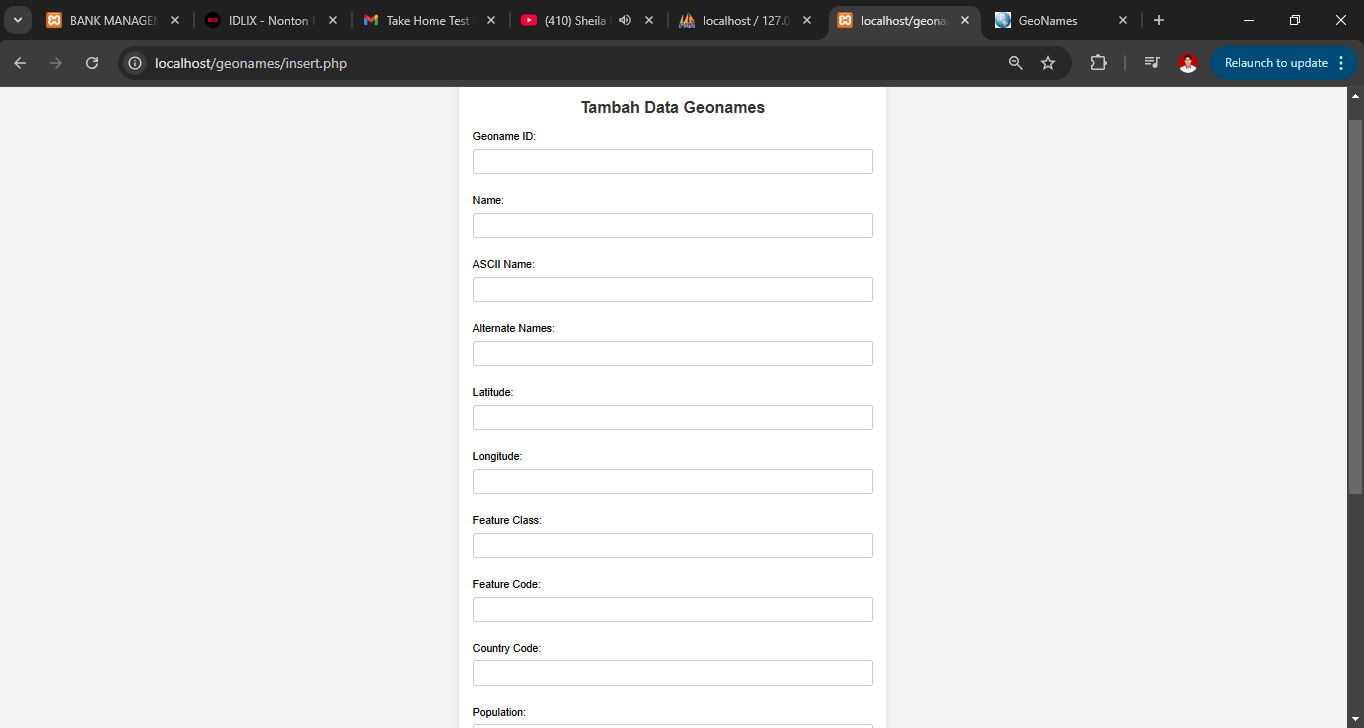 BANK MANAGEM
IDLIX - Nonton F
Take Home Test
(410) Sheila
localhost / 127.0
localhost/geona
GeoNames
localhost/geonames/insert.php
Relaunch to update
Tambah Data Geonames
Geoname ID:
Name:
ASCII Name:
Alternate Names:
Latitude:
Longitude:
Feature Class:
Feature Code:
Country Code:
Population: